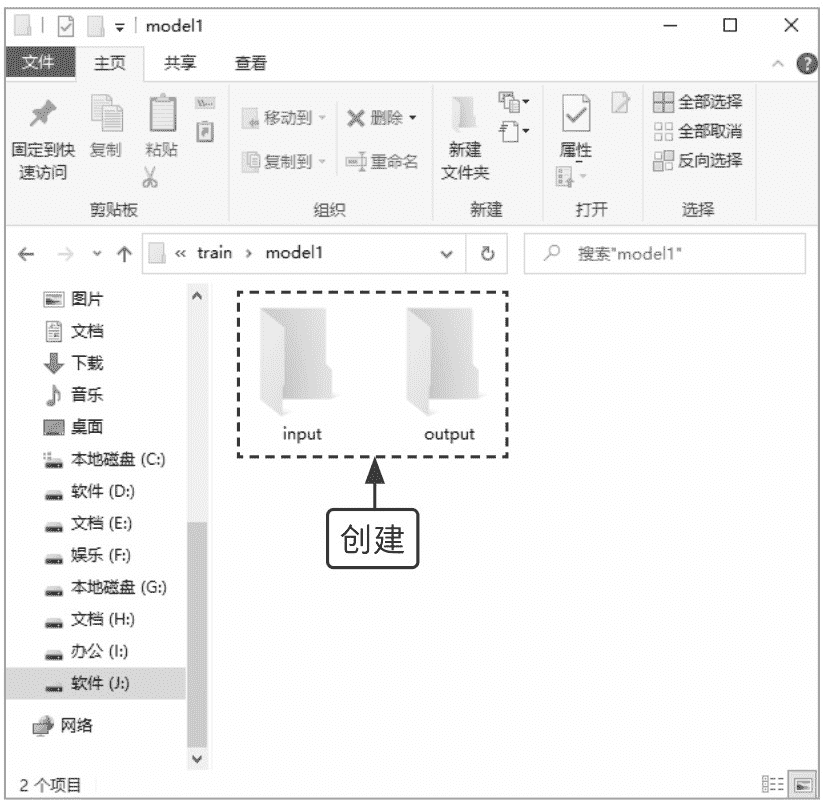 model1
文件
主页
共享
查看
固定到快
速访问
复制
粘贴
剪贴板
移动到
复制到
删除
重命名
组织
新建
文件夹
新建
属性
打开
全部选择
全部取消
反向选择
选择
« train › model1
搜索"model1"
图片
文档
下载
音乐
桌面
本地磁盘 (C:)
软件 (D:)
文档 (E:)
娱乐 (F:)
本地磁盘 (G:)
文档 (H:)
办公 (I:)
软件 (J:)
网络
input
output
创建
2 个项目